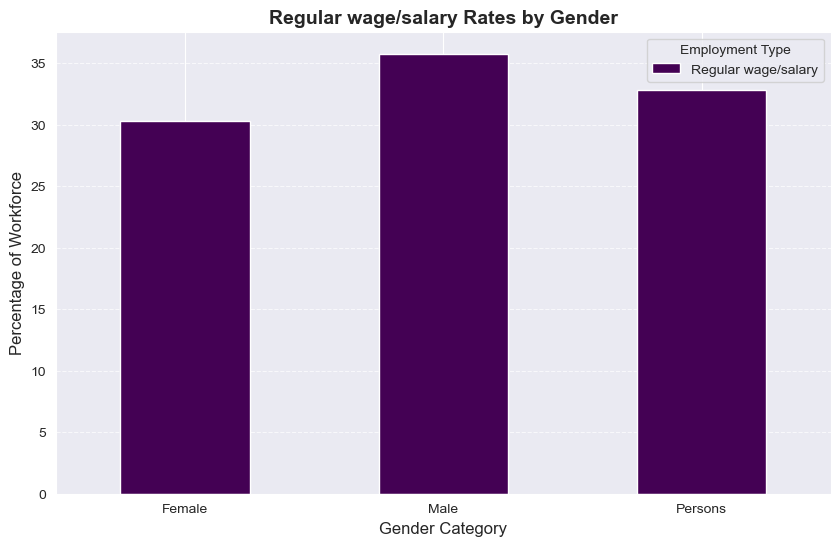 Regular wage/salary Rates by Gender
Employment Type
Regular wage/salary
Percentage of Workforce
35
30
25
20
15
10
5
0
Female Male Persons
Gender Category